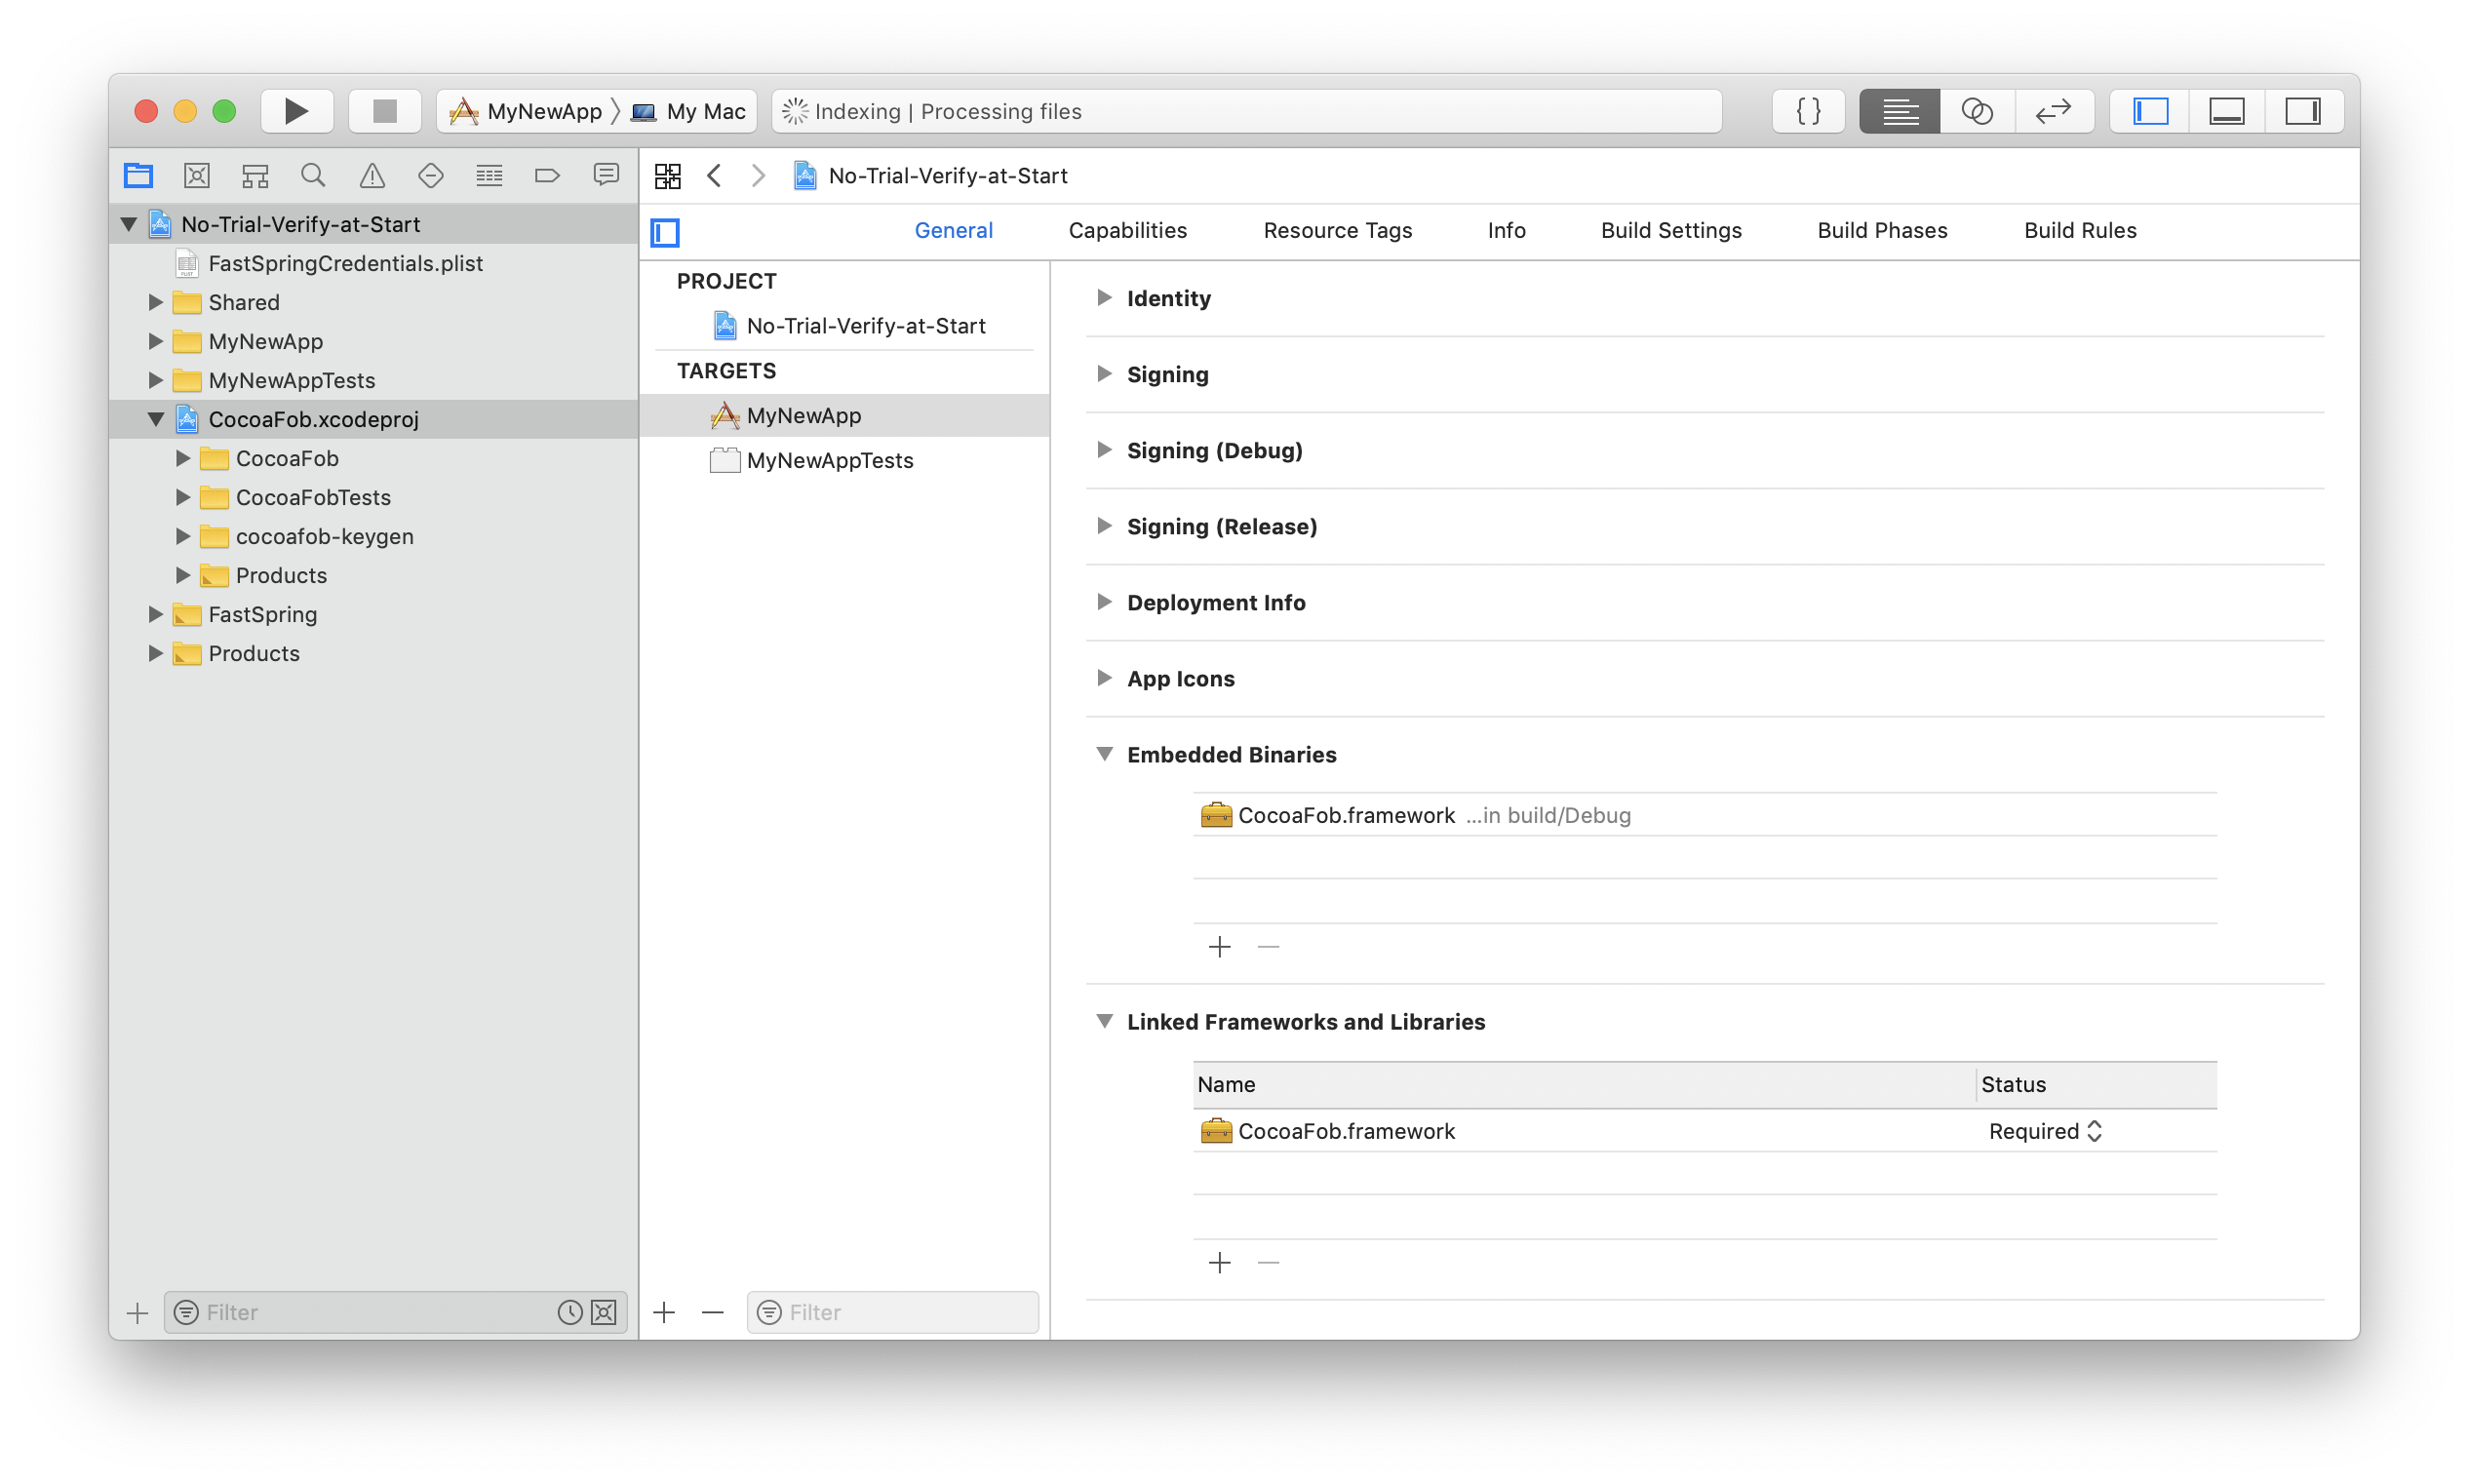 MyNewApp My Mac
Indexing | Processing files
No-Trial-Verify-at-Start
FastSpringCredentials.plist
Shared
MyNewApp
MyNewAppTests
CocoaFob.xcodeproj
CocoaFob
CocoaFobTests
cocoafob-keygen
Products
FastSpring
Products
Filter
No-Trial-Verify-at-Start
General Capabilities Resource Tags Info Build Settings Build Phases Build Rules
PROJECT
No-Trial-Verify-at-Start
TARGETS
MyNewApp
MyNewAppTests
Filter
Identity
Signing
Signing (Debug)
Signing (Release)
Deployment Info
App Icons
Embedded Binaries
CocoaFob.framework ...in build/Debug
Linked Frameworks and Libraries
Name Status
CocoaFob.framework Required